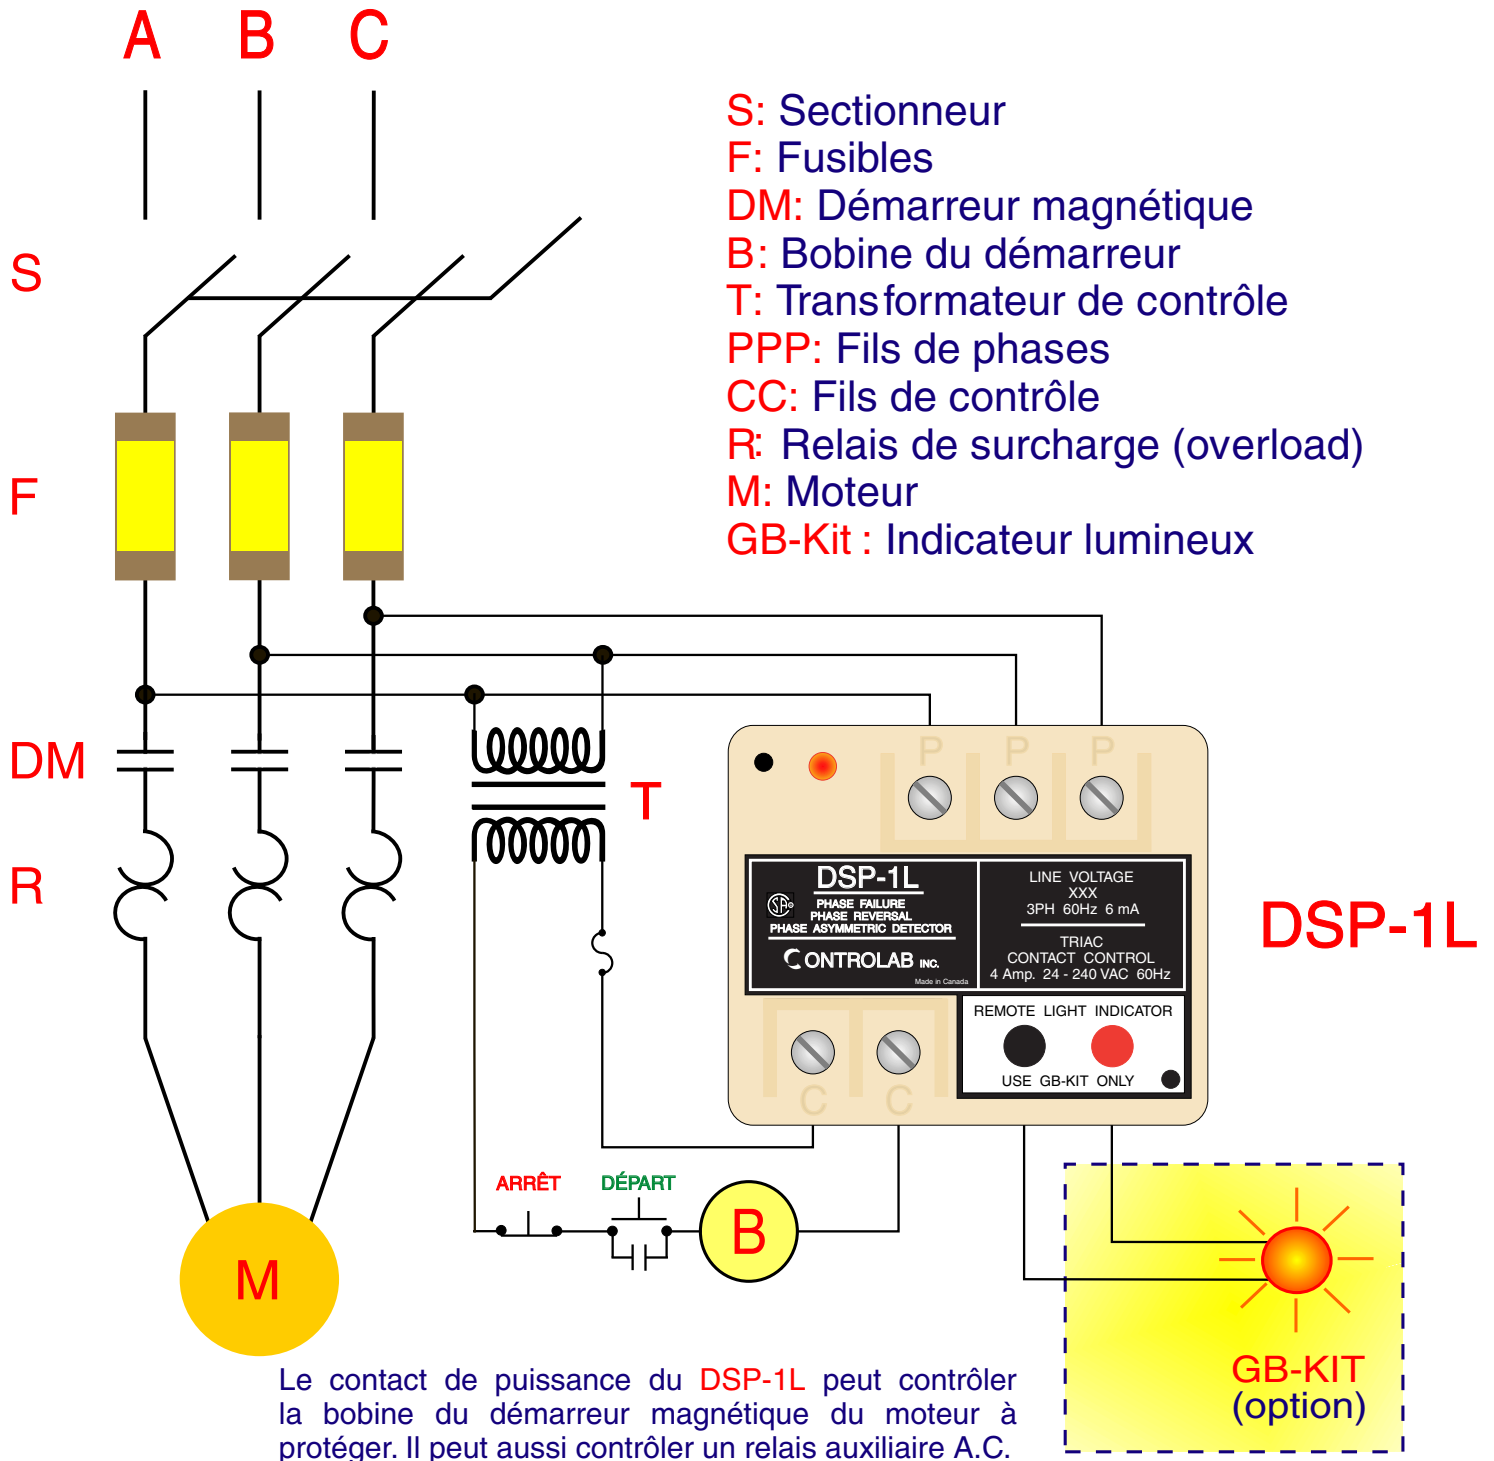 A B C
S: Sectionneur
F: Fusibles
DM: Démarreur magnétique
B: Bobine du démarreur
T: Transformateur de contrôle
PPP: Fils de phases
CC: Fils de contrôle
R: Relais de surcharge (overload)
M: Moteur
GB-Kit : Indicateur lumineux
S
F
DM
R
T
P P P
DSP-1L
PHASE FAILURE
PHASE REVERSAL
PHASE ASYMMETRIC DETECTOR
CONTROLAB INC.
Made in Canada
LINE VOLTAGE
XXX
3PH 60Hz 6 mA
TRIAC
CONTACT CONTROL
4 Amp. 24 - 240 VAC 60Hz
DSP-1L
REMOTE LIGHT INDICATOR
USE GB-KIT ONLY
C C
ARRÊT DÉPART
B
M
GB-KIT
(option)
Le contact de puissance du DSP-1L peut contrôler
la bobine du démarreur magnétique du moteur à
protéger. Il peut aussi contrôler un relais auxiliaire A.C.